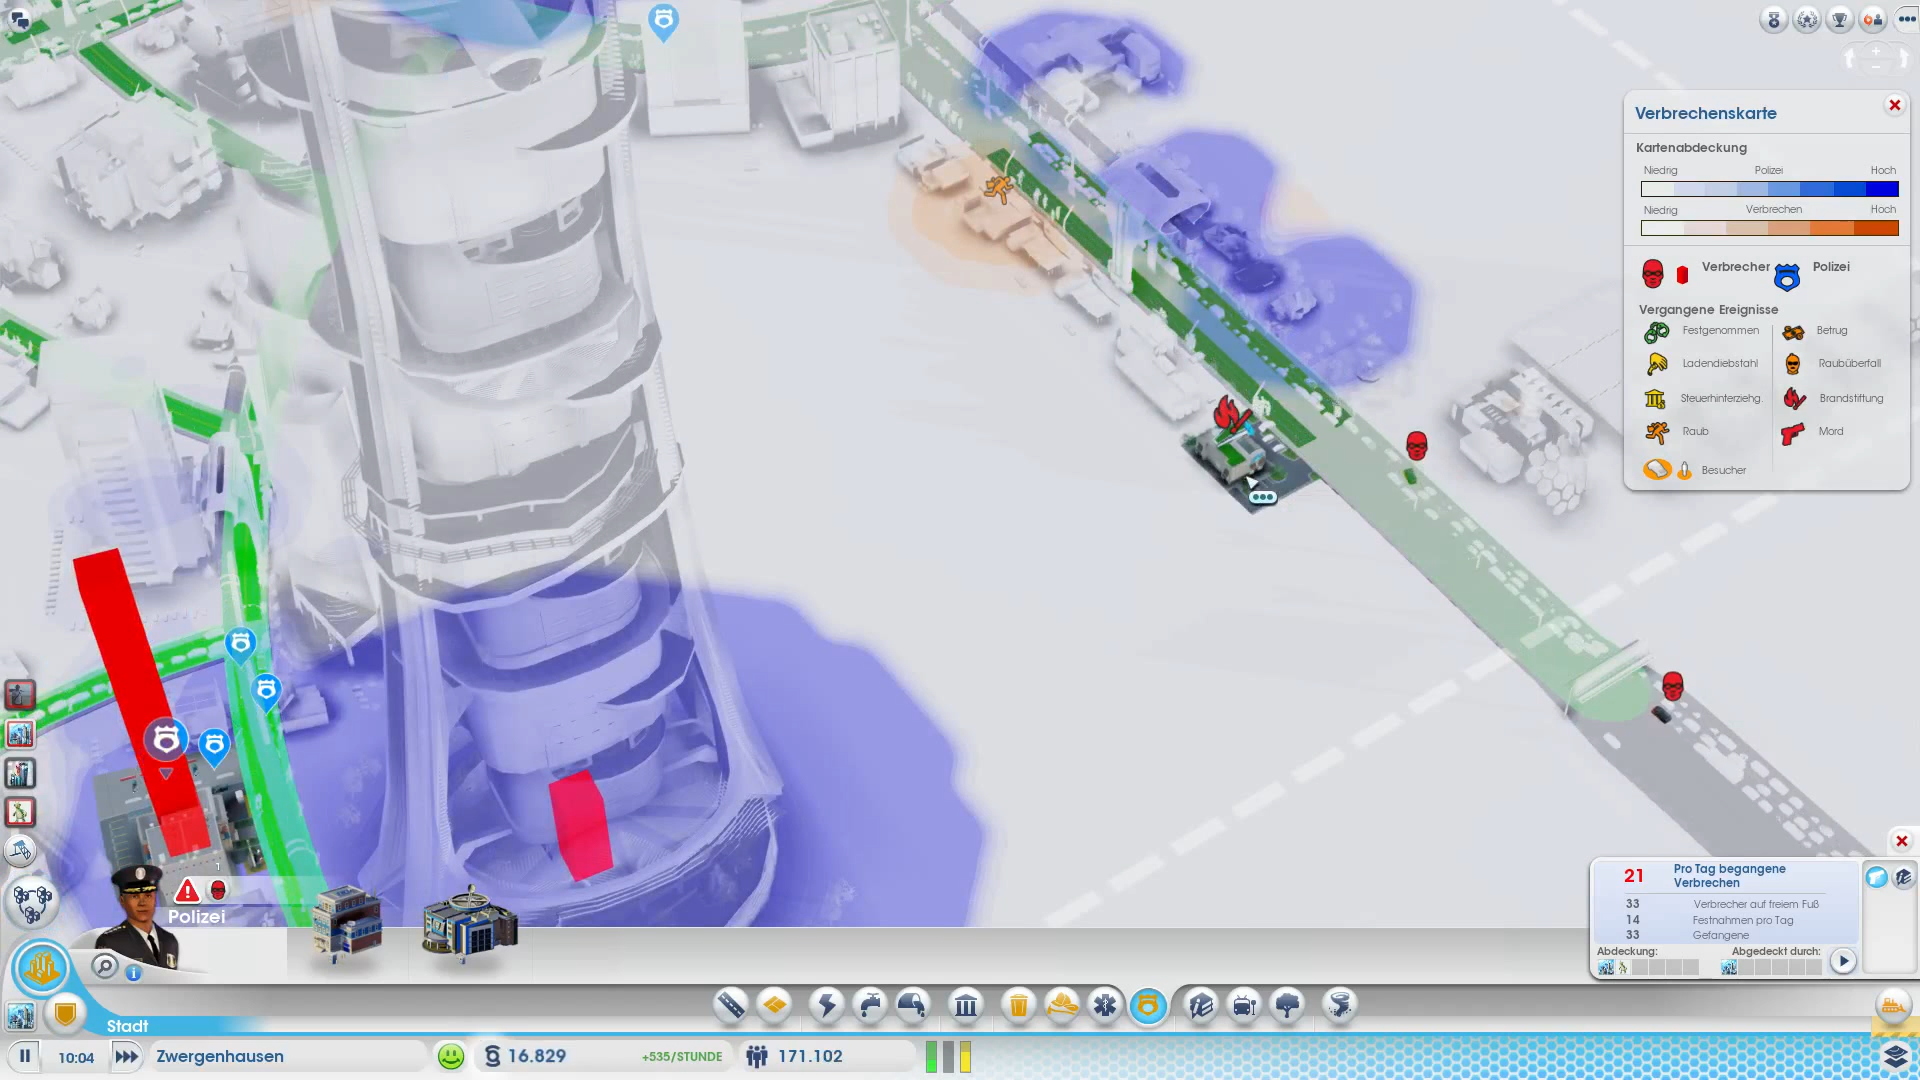 Verbrechenskarte
Kartenabdeckung
Niedrig Polizei Hoch
Niedrig Verbrechen Hoch
Verbrecher Polizei
Vergangene Ereignisse
Festgenommen Betrug
Ladendiebstahl Raubüberfall
Steuerhinterziehg. Brandstiftung
Raub Mord
Besucher
1
Polizei
21 Pro Tag begangene
Verbrechen
33 Verbrecher auf freiem Fuß
14 Festnahmen pro Tag
33 Gefangene
Abdeckung: Abgedeckt durch:
Stadt
10:04 Zwergenhausen 16.829 +535/STUNDE 171.102